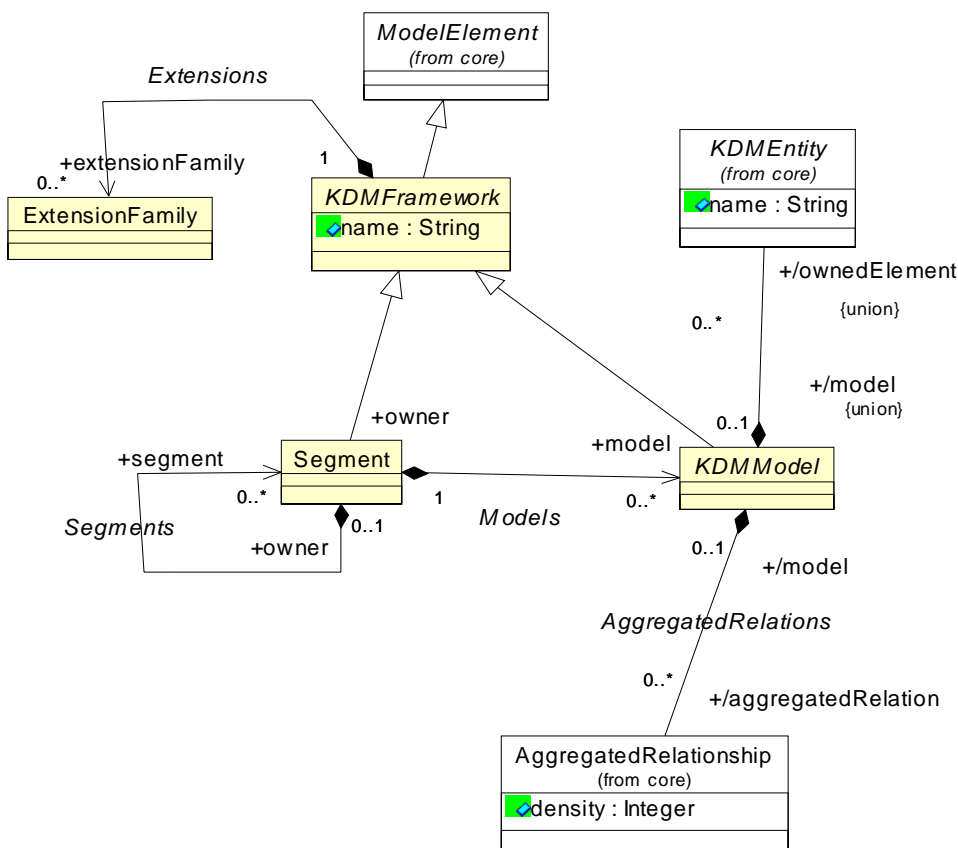 ModelElement
(from core)
Extensions
+extensionFamily
0..*
1
ExtensionFamily
KDMFramework
name : String
KDMEntity
(from core)
name : String
+/ownedElement
{union}
0..*
+/model
{union}
0..1
+owner
+segment
Segment
+model
KDMModel
0..*
1
0..*
Segments
0..1
Models
+owner
0..1
+/model
AggregatedRelations
0..*
+/aggregatedRelation
AggregatedRelationship
(from core)
density : Integer